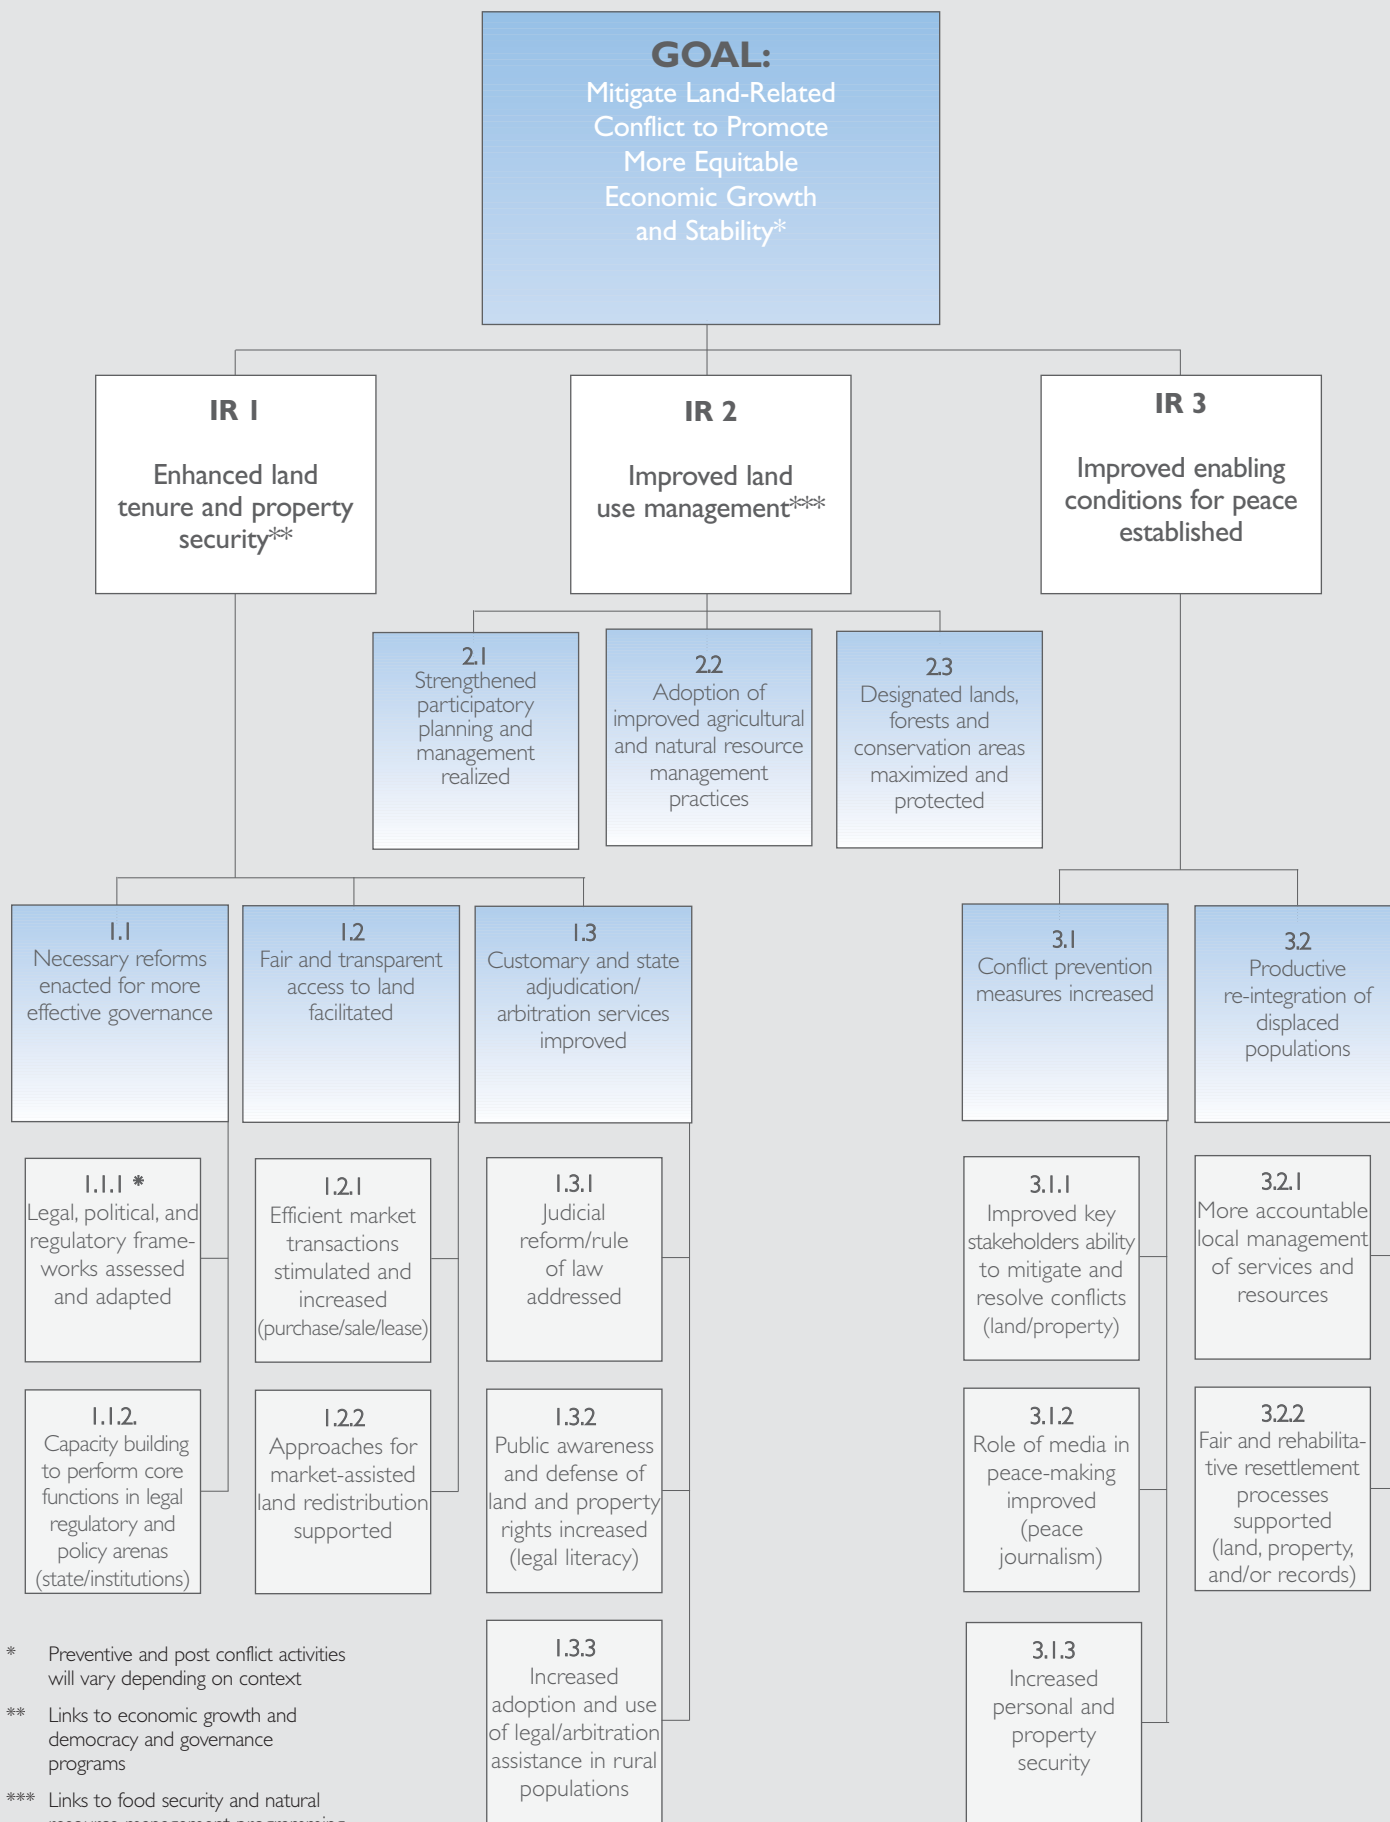 GOAL:
Mitigate Land-Related
Conflict to Promote
More Equitable
Economic Growth
and Stability*
IR 1
Enhanced land
tenure and property
security**
IR 2
Improved land
use management***
IR 3
Improved enabling
conditions for peace
established
2.1
Strengthened
participatory
planning and
management
realized
2.2
Adoption of
improved agricultural
and natural resource
management
practices
2.3
Designated lands,
forests and
conservation areas
maximized and
protected
1.1
Necessary reforms
enacted for more
effective governance
1.2
Fair and transparent
access to land
facilitated
1.3
Customary and state
adjudication/
arbitration services
improved
3.1
Conflict prevention
measures increased
3.2
Productive
re-integration of
displaced
populations
1.1.1 *
Legal, political, and
regulatory frame-
works assessed
and adapted
1.2.1
Efficient market
transactions
stimulated and
increased
(purchase/sale/lease)
1.3.1
Judicial
reform/rule
of law
addressed
3.1.1
Improved key
stakeholders ability
to mitigate and
resolve conflicts
(land/property)
3.2.1
More accountable
local management
of services and
resources
1.1.2.
Capacity building
to perform core
functions in legal
regulatory and
policy arenas
(state/institutions)
1.2.2
Approaches for
market-assisted
land redistribution
supported
1.3.2
Public awareness
and defense of
land and property
rights increased
(legal literacy)
3.1.2
Role of media in
peace-making
improved
(peace
journalism)
3.2.2
Fair and rehabilita-
tive resettlement
processes
supported
(land, property,
and/or records)
1.3.3
Increased
adoption and use
of legal/arbitration
assistance in rural
populations
3.1.3
Increased
personal and
property
security
* Preventive and post conflict activities
will vary depending on context
** Links to economic growth and
democracy and governance
programs
*** Links to food security and natural
resource management programming